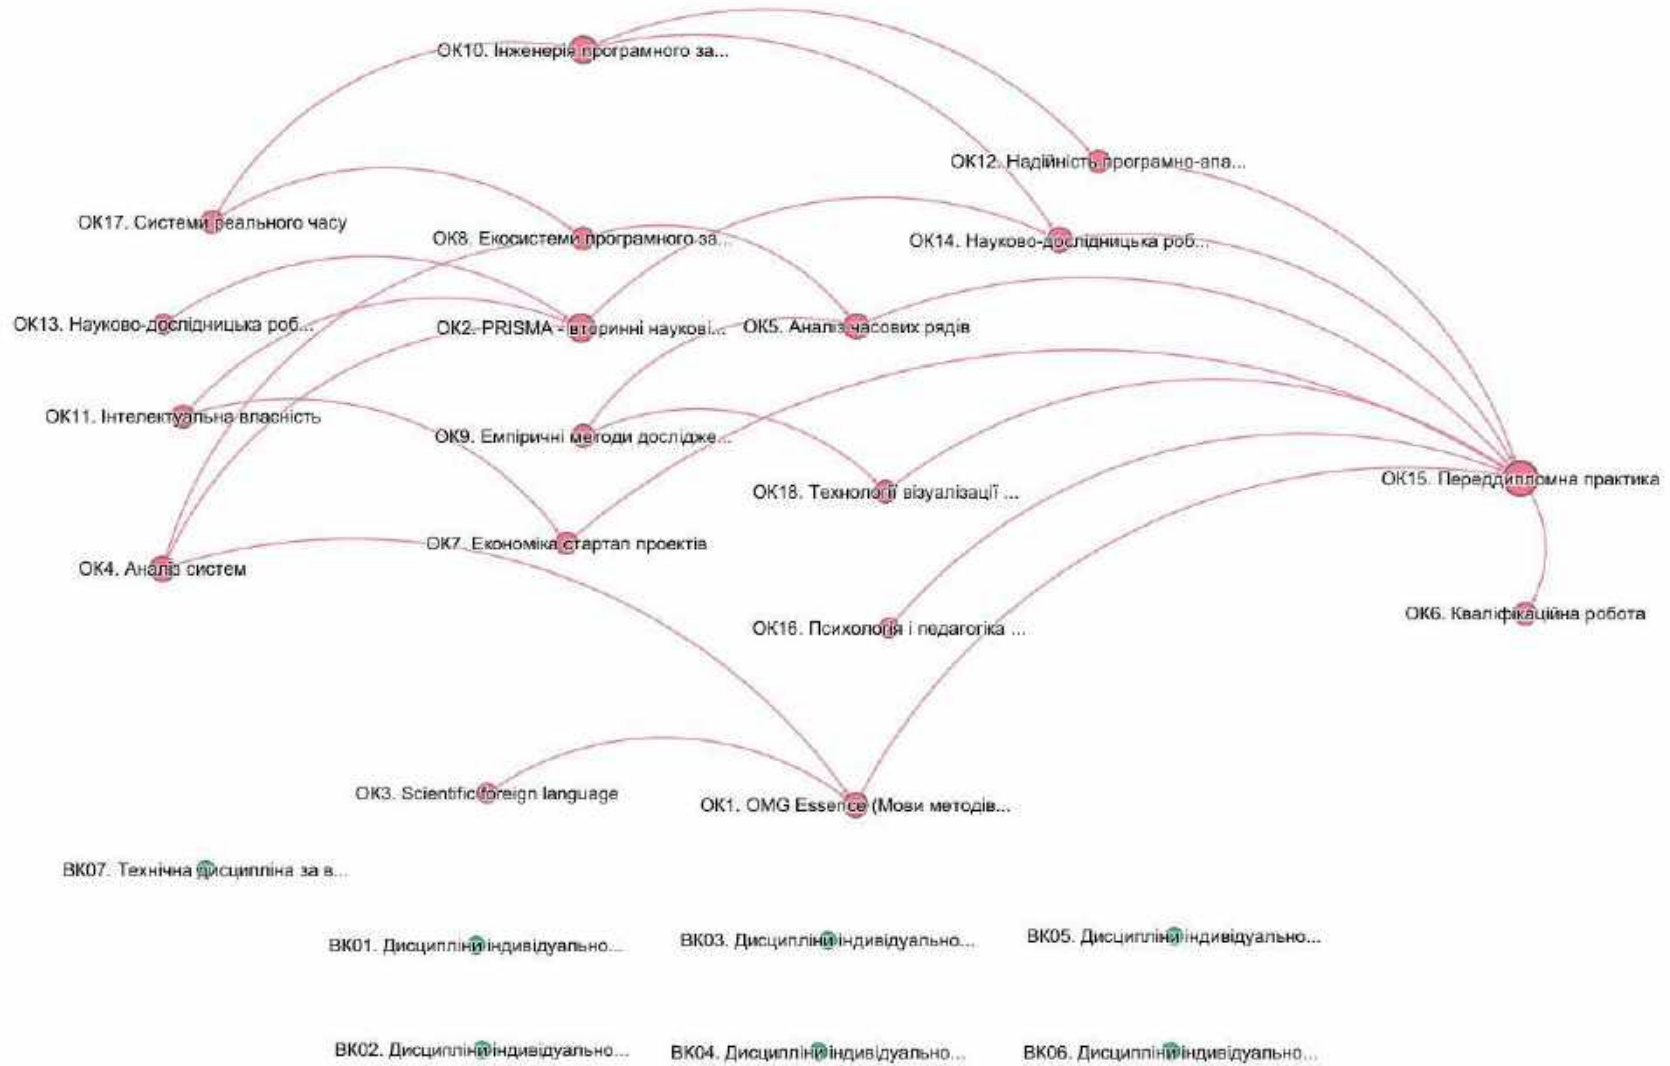 ОК10. Інженерія програмного за...
ОК12. Надійність програмно-апа...
ОК17. Системи реального часу
ОК8. Екосистеми програмного за...
ОК14. Науково-дослідницька роб...
ОК13. Науково-дослідницька роб...
ОК2. PRISMA - вторинні наукові...
ОК5. Аналіз часових рядів
ОК11. Інтелектуальна власність
ОК9. Емпіричні методи дослідже...
ОК18. Технології візуалізації ...
ОК15. Переддипломна практика
ОК7. Економіка стартап проектів
ОК4. Аналіз систем
ОК16. Психологія і педагогіка ...
ОК6. Кваліфікаційна робота
ОК3. Scientific foreign language
ОК1. OMG Essence (Мови методів...
ВК07. Технічна дисципліна за в...
ВК01. Дисципліни індивідуально...
ВК03. Дисципліни індивідуально...
ВК05. Дисципліни індивідуально...
ВК02. Дисципліни індивідуально...
ВК04. Дисципліни індивідуально...
ВК06. Дисципліни індивідуально...